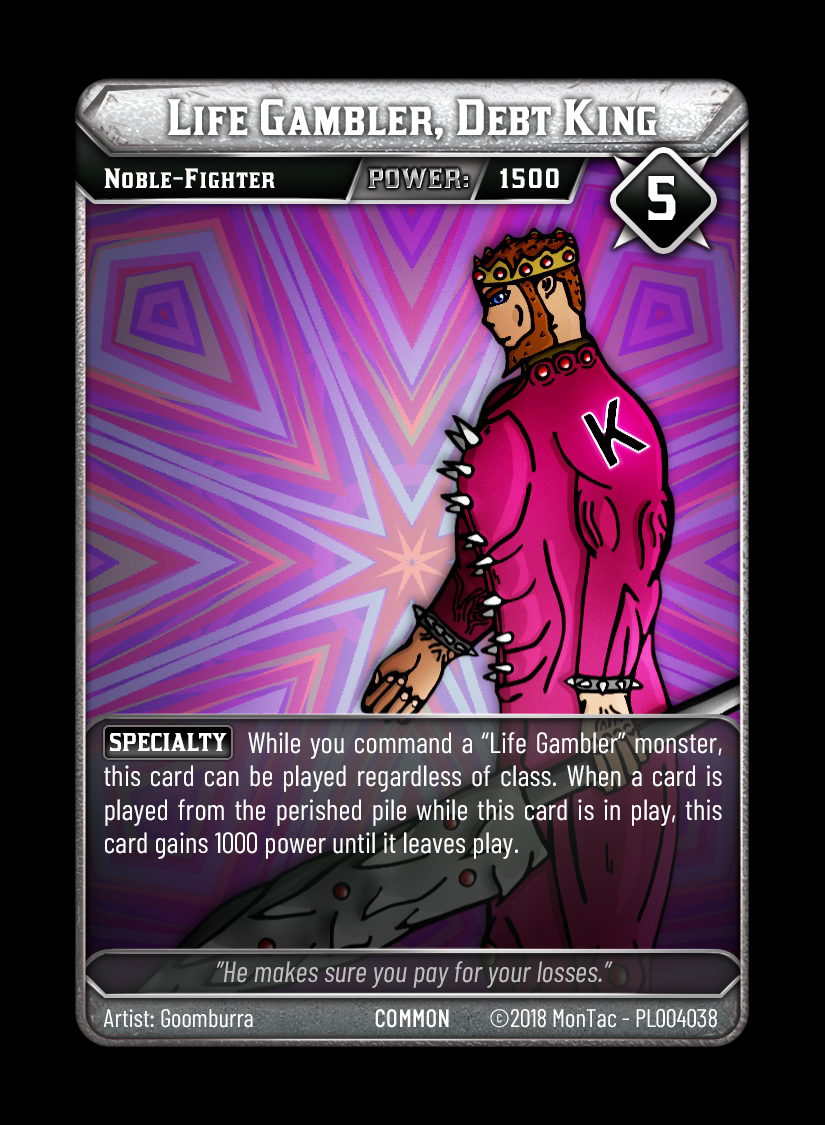 Life Gambler, Debt King
Noble-Fighter POWER: 1500
5
K
SPECIALTY While you command a “Life Gambler” monster,
this card can be played regardless of class. When a card is
played from the perished pile while this card is in play, this
card gains 1000 power until it leaves play.
“He makes sure you pay for your losses.”
Artist: Goomburra COMMON ©2018 MonTac - PL004038